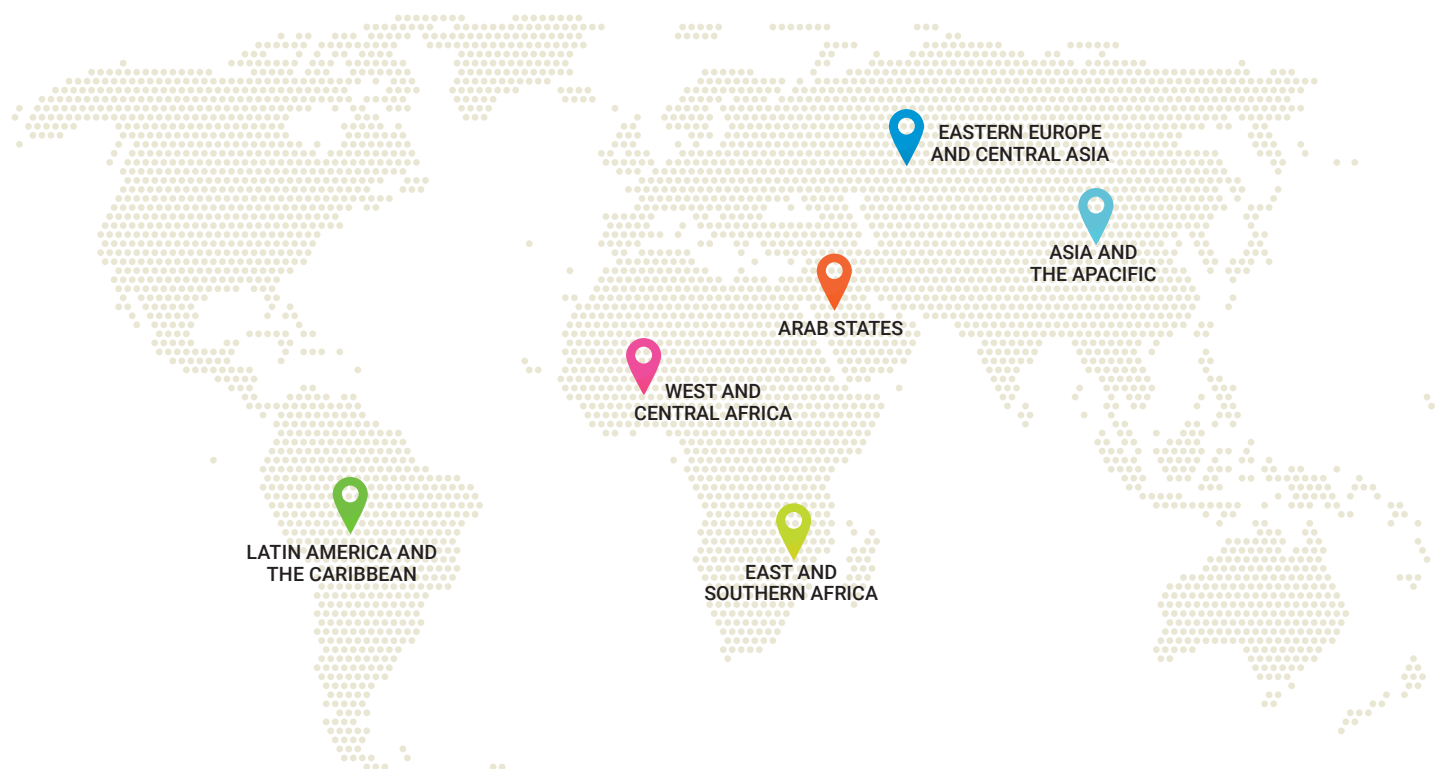 EASTERN EUROPE
AND CENTRAL ASIA
ASIA AND
THE APACIFIC
ARAB STATES
WEST AND
CENTRAL AFRICA
LATIN AMERICA AND
THE CARIBBEAN
EAST AND
SOUTHERN AFRICA